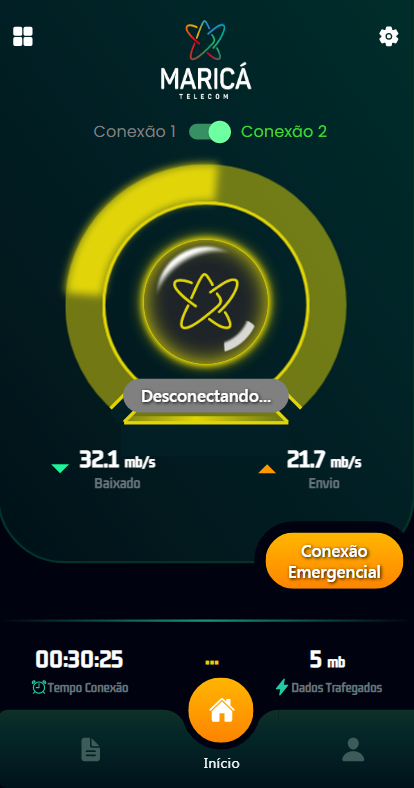 MARICÁ
TELECOM
Conexão 1 Conexão 2
Desconectando...
32.1 mb/s 21.7 mb/s
Baixado Envio
Conexão
Emergencial
00:30:25 ... 5 mb
Tempo Conexão Dados Trafegados
Início